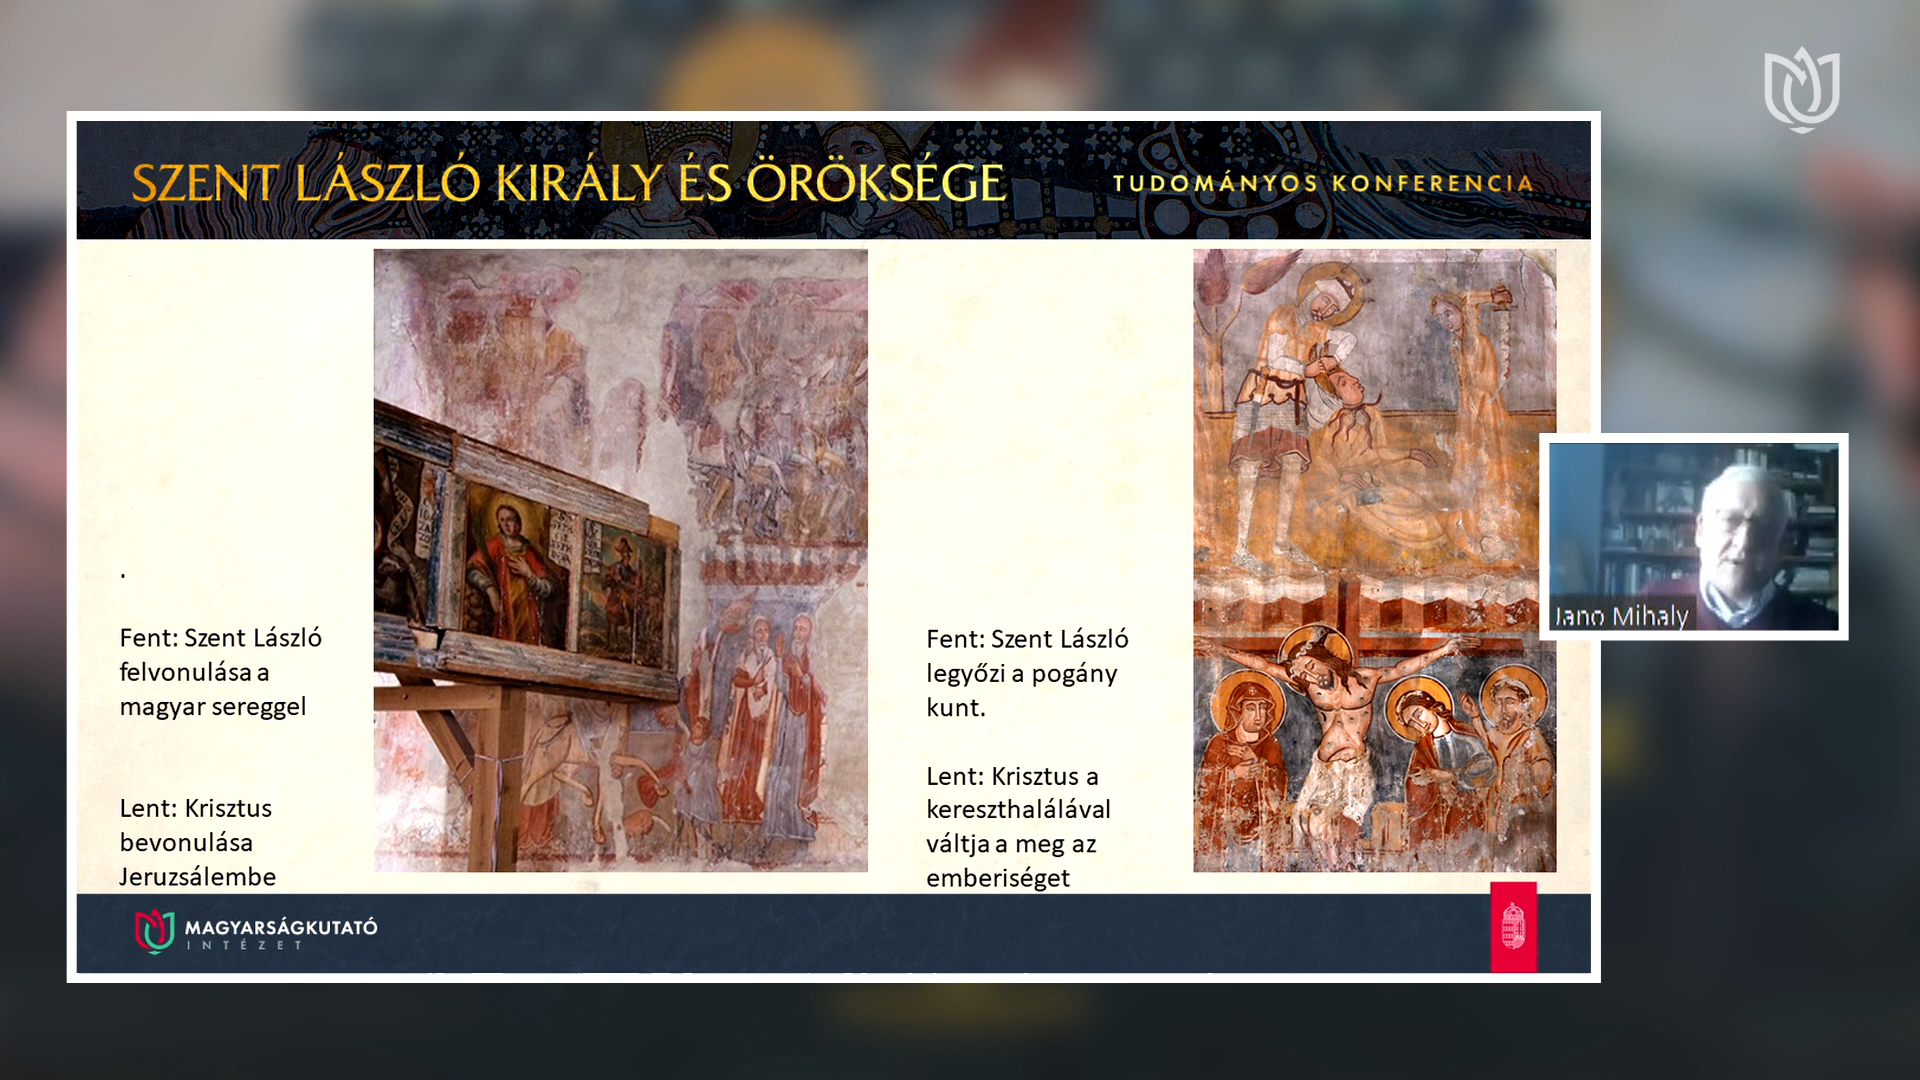 SZENT LÁSZLÓ KIRÁLY ÉS ÖRÖKSÉGE
TUDOMÁNYOS KONFERENCIA
.
Fent: Szent László
felvonulása a
magyar sereggel
Lent: Krisztus
bevonulása
Jeruzsálembe
Fent: Szent László
legyőzi a pogány
kunt.
Lent: Krisztus a
kereszthalálával
váltja a meg az
emberiséget
Jano Mihaly
MAGYARSÁGKUTATÓ
INTÉZET